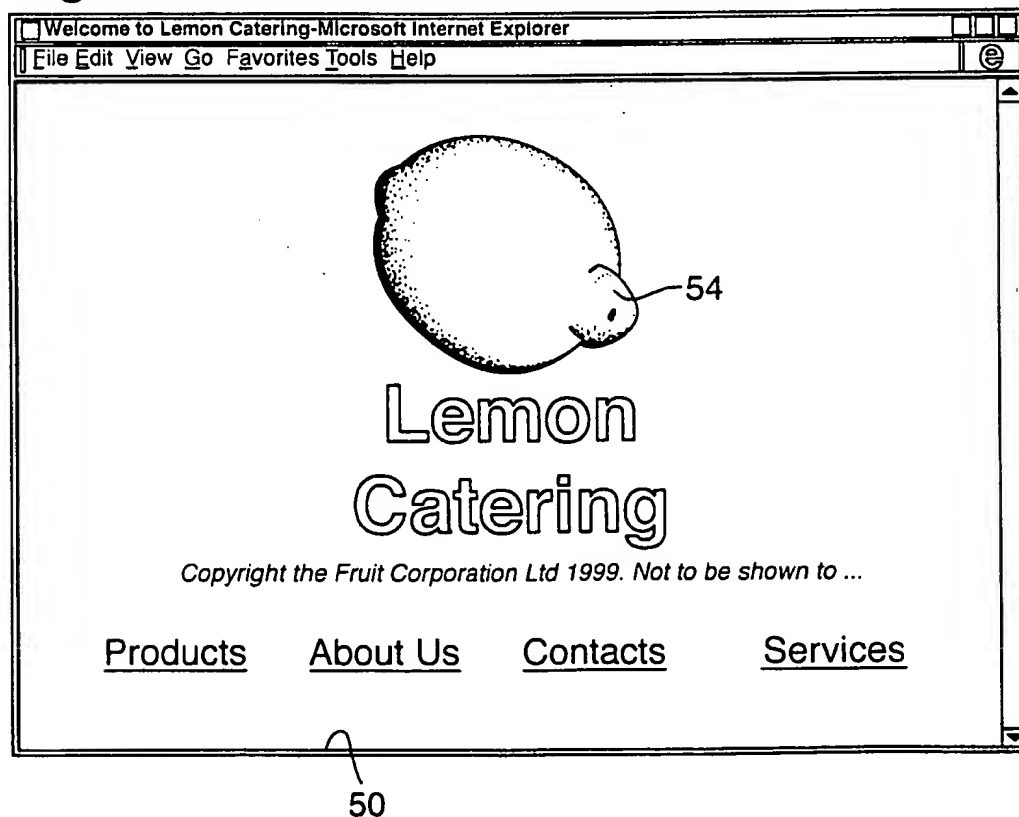 Welcome to Lemon Catering-Microsoft Internet Explorer
File Edit View Go Favorites Tools Help
e
54
Lemon
Catering
Copyright the Fruit Corporation Ltd 1999. Not to be shown to ...
Products About Us Contacts Services
50